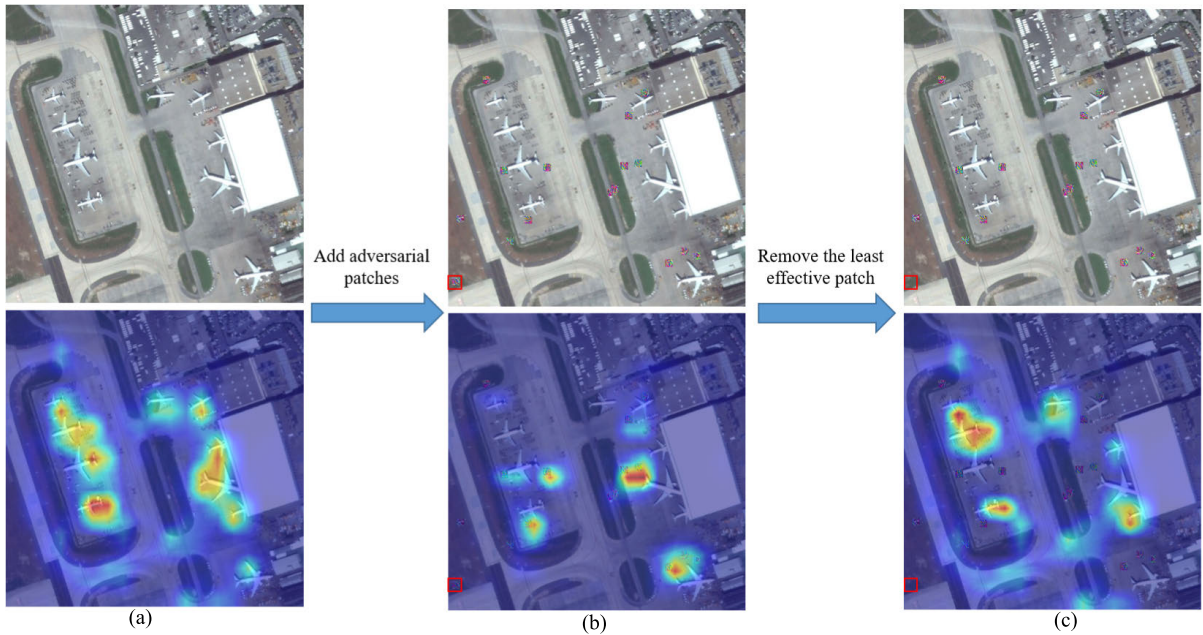 Add adversarial
patches
Remove the least
effective patch
(a)
(b)
(c)